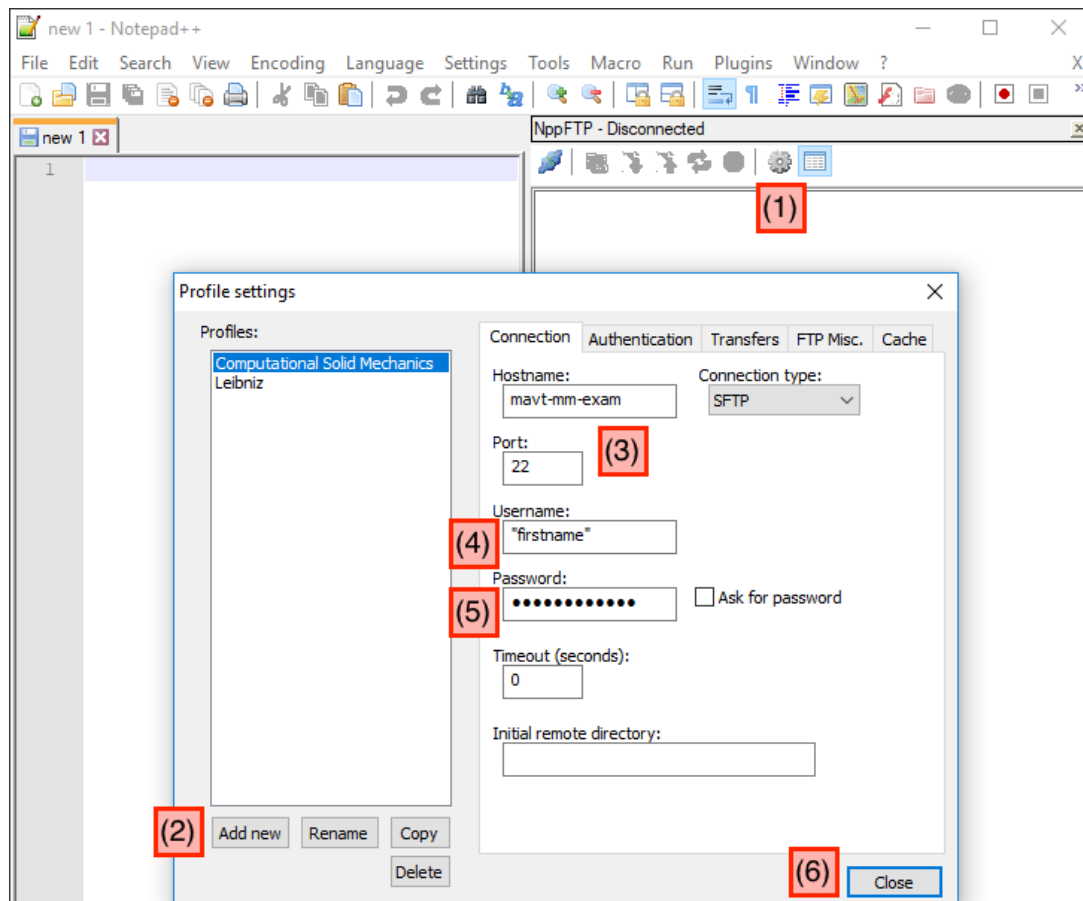 new 1 - Notepad++
File Edit Search View Encoding Language Settings Tools Macro Run Plugins Window ? X
new 1
NppFTP - Disconnected
1
(1)
Profile settings
Profiles:
Computational Solid Mechanics
Leibniz
Connection Authentication Transfers FTP Misc. Cache
Hostname: Connection type:
mavt-mm-exam SFTP
Port:
22
(3)
Username:
"firstname"
(4)
Password:
••••••••••••
Ask for password
(5)
Timeout (seconds):
0
Initial remote directory:
(2) Add new Rename Copy
Delete
(6) Close